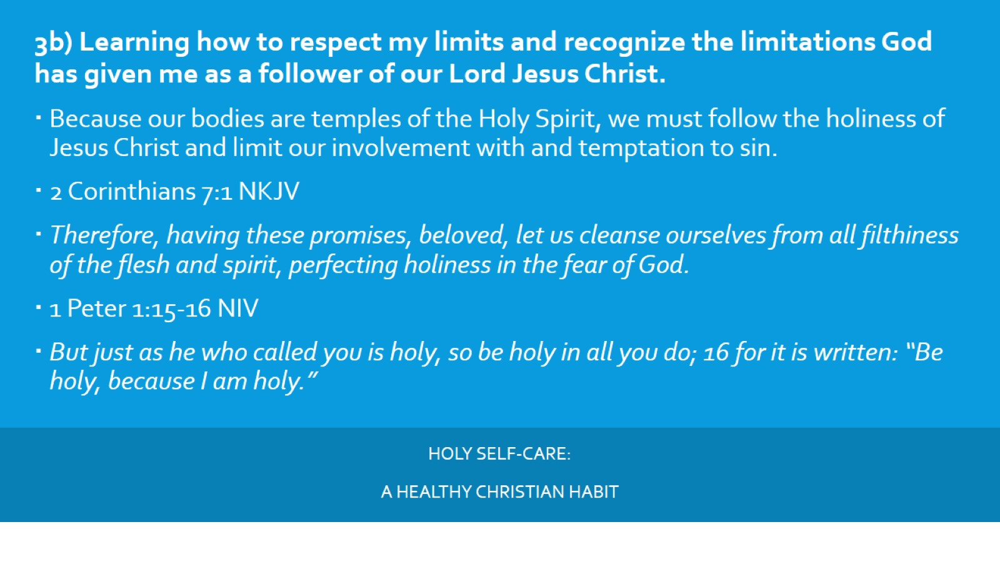 3b) Learning how to respect my limits and recognize the limitations God
has given me as a follower of our Lord Jesus Christ.
▪ Because our bodies are temples of the Holy Spirit, we must follow the holiness of
Jesus Christ and limit our involvement with and temptation to sin.
▪ 2 Corinthians 7:1 NKJV
▪ Therefore, having these promises, beloved, let us cleanse ourselves from all filthiness
of the flesh and spirit, perfecting holiness in the fear of God.
▪ 1 Peter 1:15-16 NIV
▪ But just as he who called you is holy, so be holy in all you do; 16 for it is written: “Be
holy, because I am holy.”
HOLY SELF-CARE:
A HEALTHY CHRISTIAN HABIT